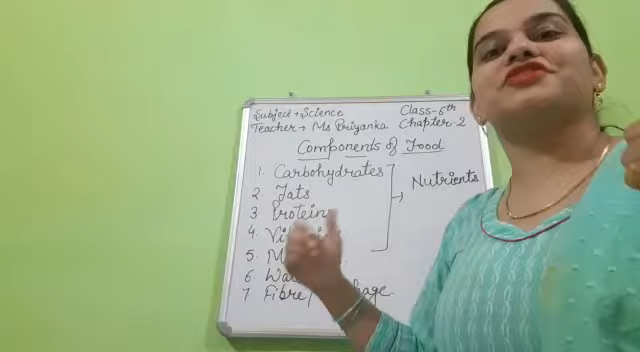 Subject → Science Class-6th
Teacher → Ms Priyanka Chapter-2
Components of Food
1. Carbohydrates
2. Fats → Nutrients
3. Protein
4.
5.
6.
7 Fibre/